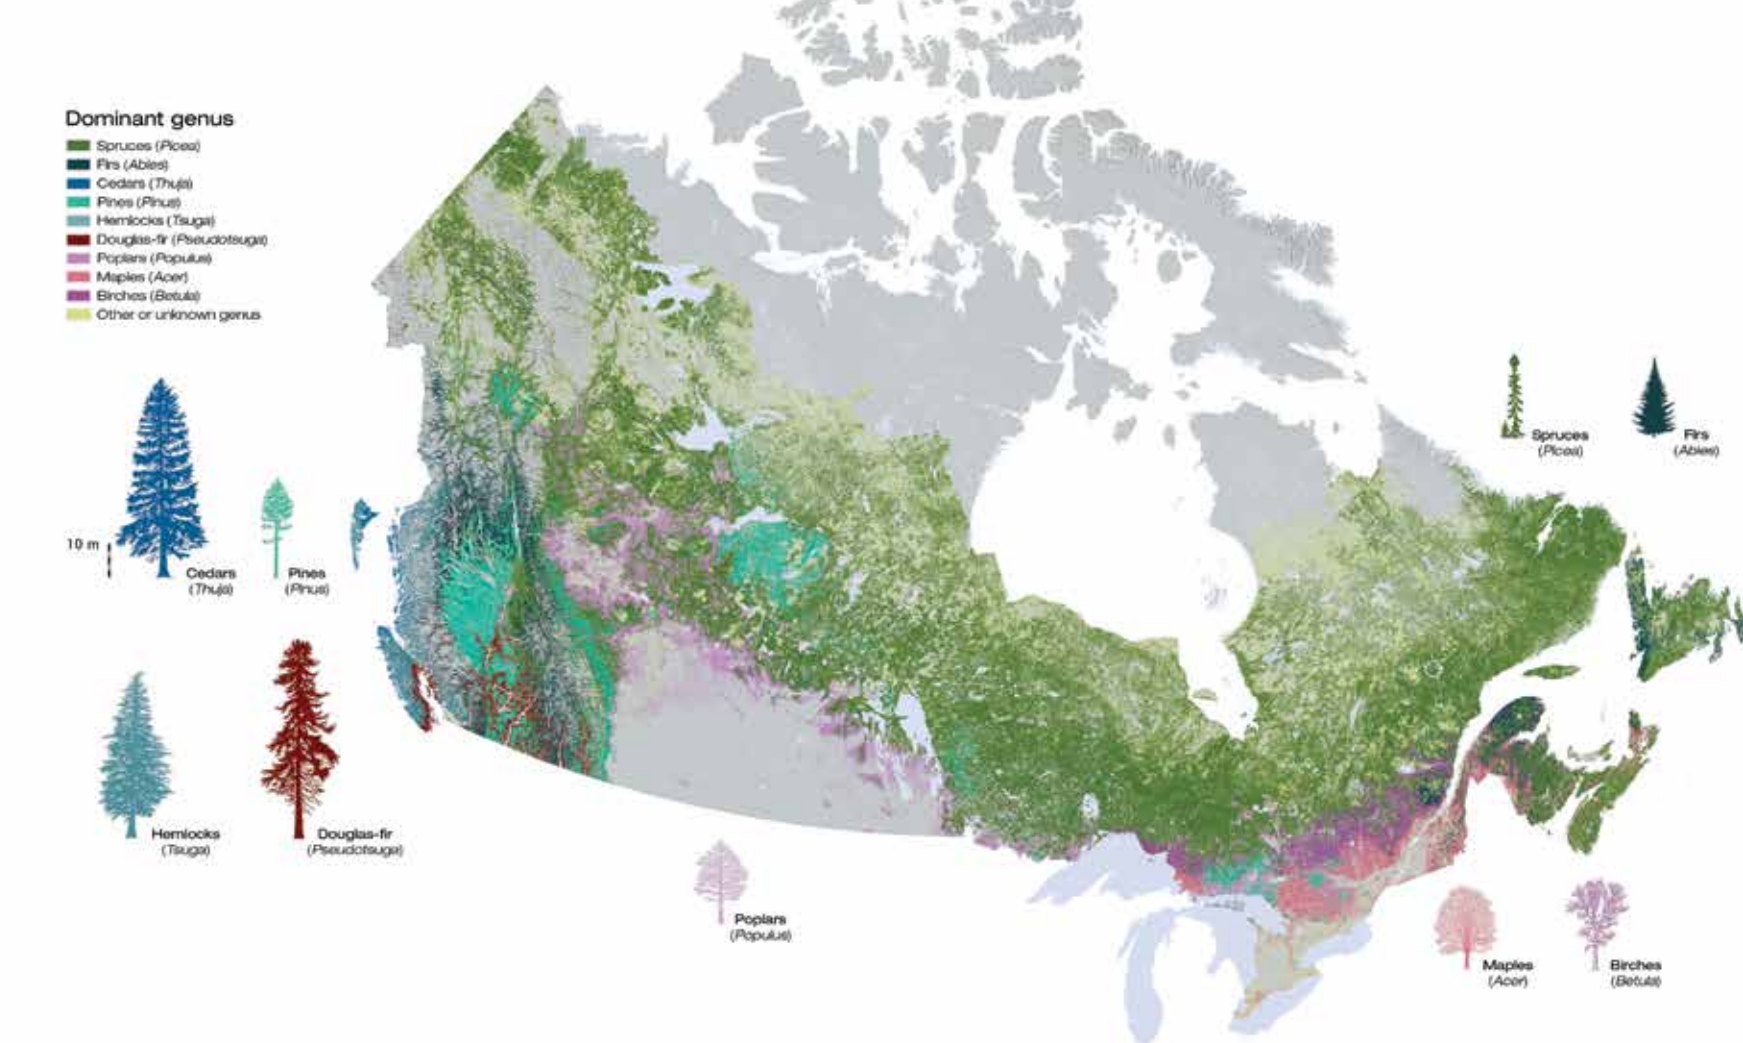 Dominant genus
Spruces (Picea)
Firs (Abies)
Cedars (Thuja)
Pines (Pinus)
Hemlocks (Tsuga)
Douglas-fir (Pseudotsuga)
Poplars (Populus)
Maples (Acer)
Birches (Betula)
Other or unknown genus
Spruces
(Picea)
Firs
(Abies)
10 m
Cedars
(Thuja)
Pines
(Pinus)
Hemlocks
(Tsuga)
Douglas-fir
(Pseudotsuga)
Poplars
(Populus)
Maples
(Acer)
Birches
(Betula)